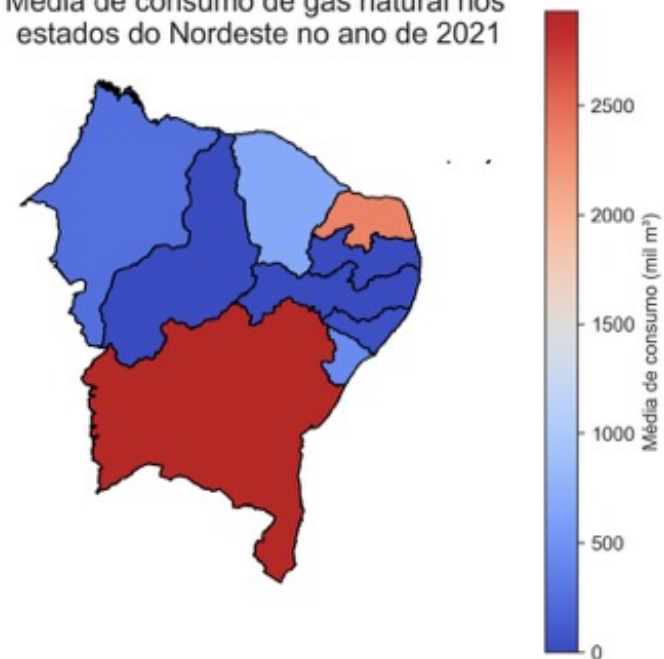 Média de consumo de gás natural nos
estados do Nordeste no ano de 2021
2500
2000
1500
1000
500
0
Média de consumo (mil m³)